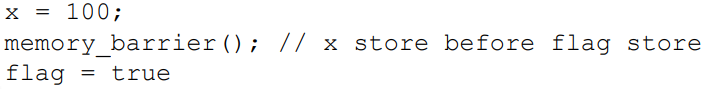 x = 100;
memory_barrier(); // x store before flag store
flag = true